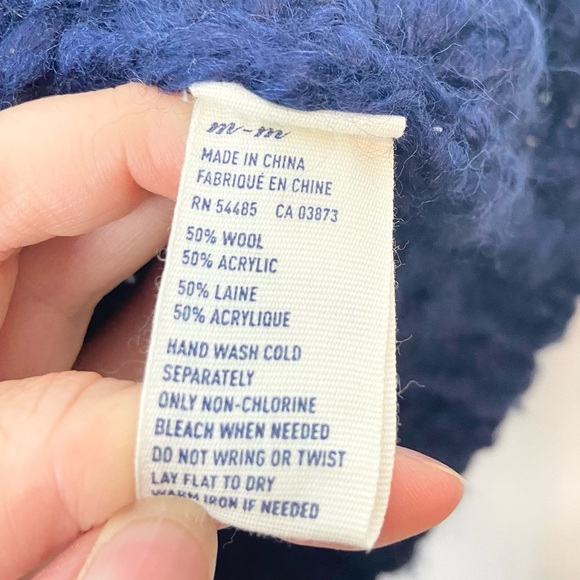 m-m
MADE IN CHINA
FABRIQUÉ EN CHINE
RN 54485 CA 03873
50% WOOL
50% ACRYLIC
50% LAINE
50% ACRYLIQUE
HAND WASH COLD
SEPARATELY
ONLY NON-CHLORINE
BLEACH WHEN NEEDED
DO NOT WRING OR TWIST
LAY FLAT TO DRY
WARM IRON IF NEEDED